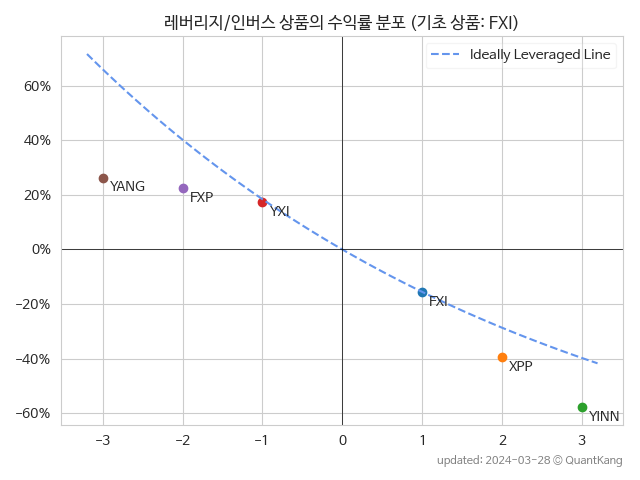 레버리지/인버스 상품의 수익률 분포 (기초 상품: FXI)
Ideally Leveraged Line
60%
40%
20%
0%
−20%
−40%
−60%
YANG
FXP
YXI
FXI
XPP
YINN
−3 −2 −1 0 1 2 3
updated: 2024-03-28 © QuantKang